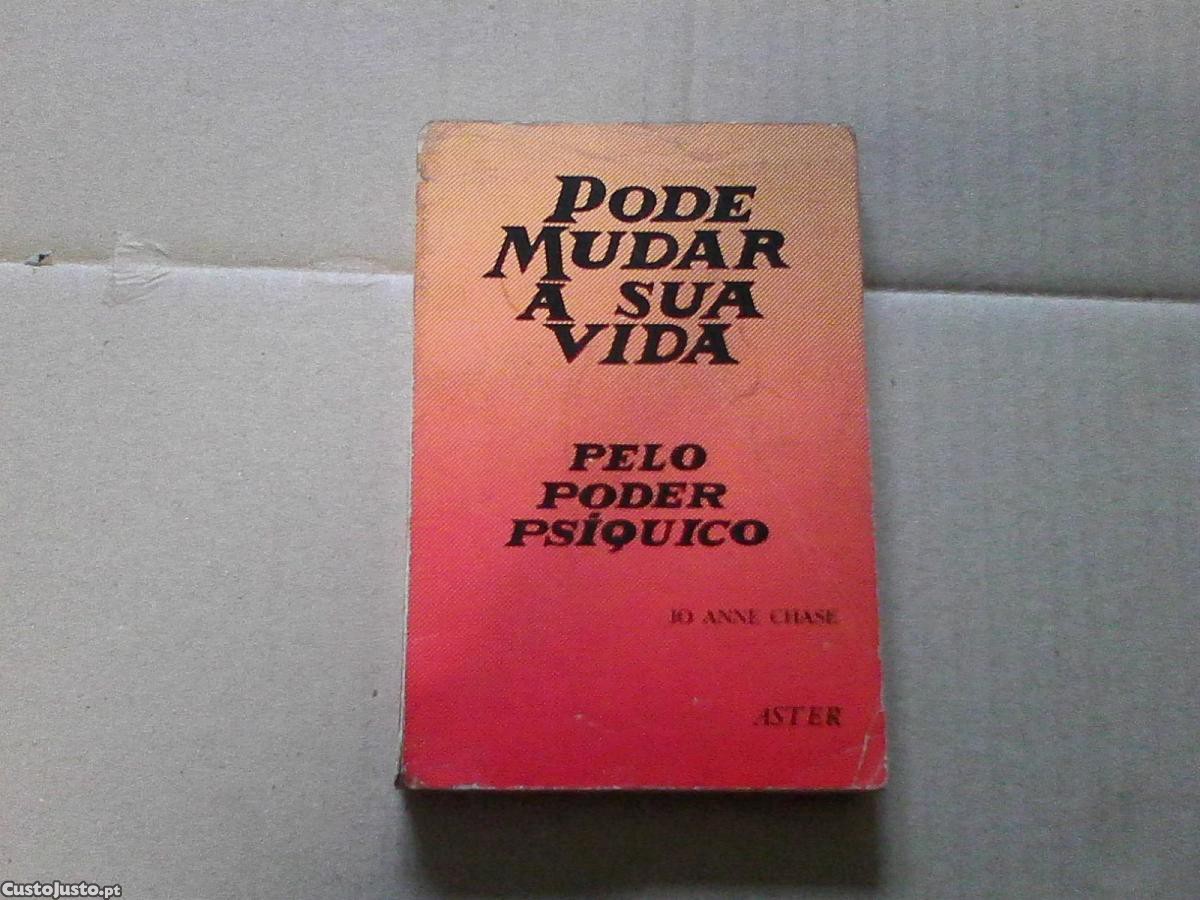 PODE
MUDAR
A SUA
VIDA
PELO
PODER
PSÍQUICO
JO ANNE CHASE
ASTER
CustoJusto.pt